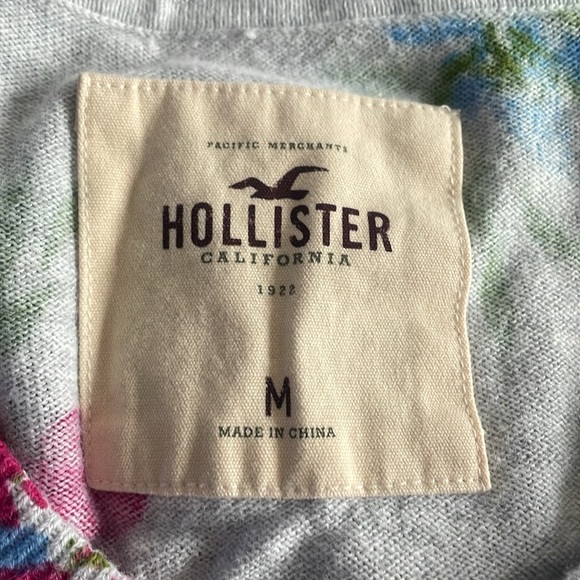 PACIFIC MERCHANTS
HOLLISTER
CALIFORNIA
1922
M
MADE IN CHINA